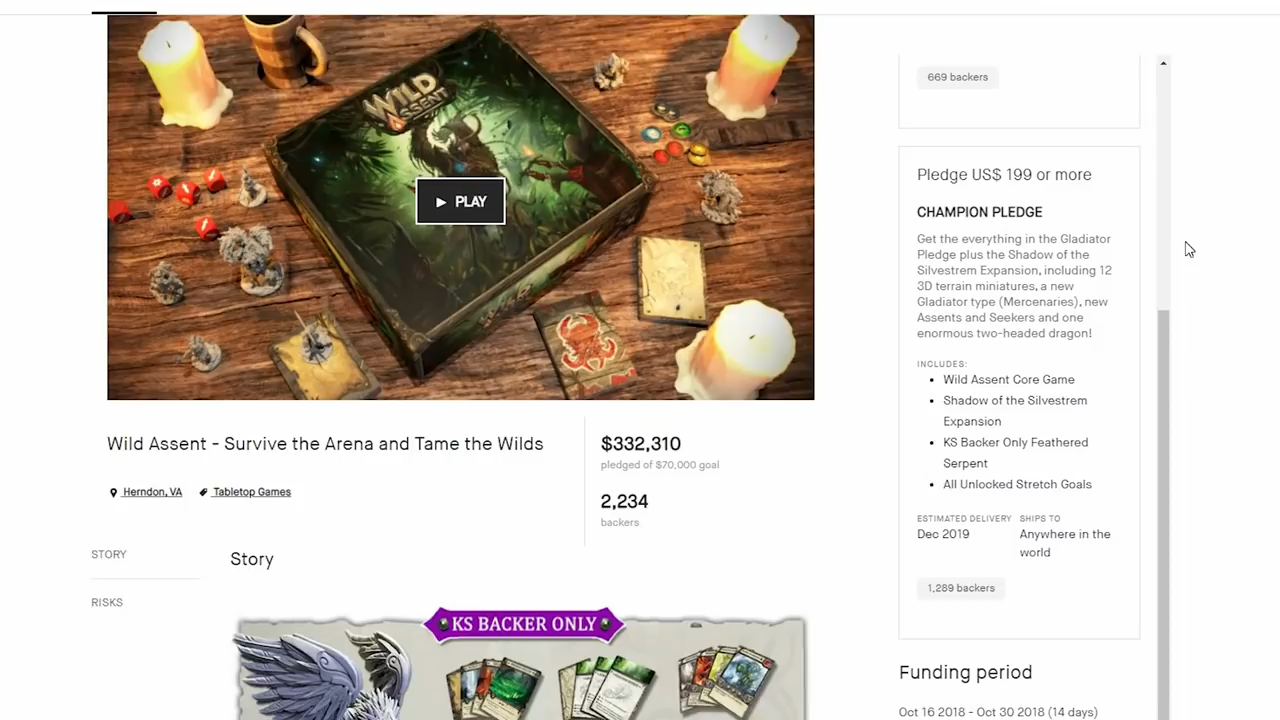 WILD
ASSENT
PLAY
Wild Assent - Survive the Arena and Tame the Wilds
Herndon, VA
Tabletop Games
$332,310
pledged of $70,000 goal
2,234
backers
STORY
RISKS
Story
KS BACKER ONLY
669 backers
Pledge US$ 199 or more
CHAMPION PLEDGE
Get the everything in the Gladiator
Pledge plus the Shadow of the
Silvestrem Expansion, including 12
3D terrain miniatures, a new
Gladiator type (Mercenaries), new
Assents and Seekers and one
enormous two-headed dragon!
INCLUDES:
• Wild Assent Core Game
• Shadow of the Silvestrem
Expansion
• KS Backer Only Feathered
Serpent
• All Unlocked Stretch Goals
ESTIMATED DELIVERY
Dec 2019
SHIPS TO
Anywhere in the
world
1,289 backers
Funding period
Oct 16 2018 - Oct 30 2018 (14 days)